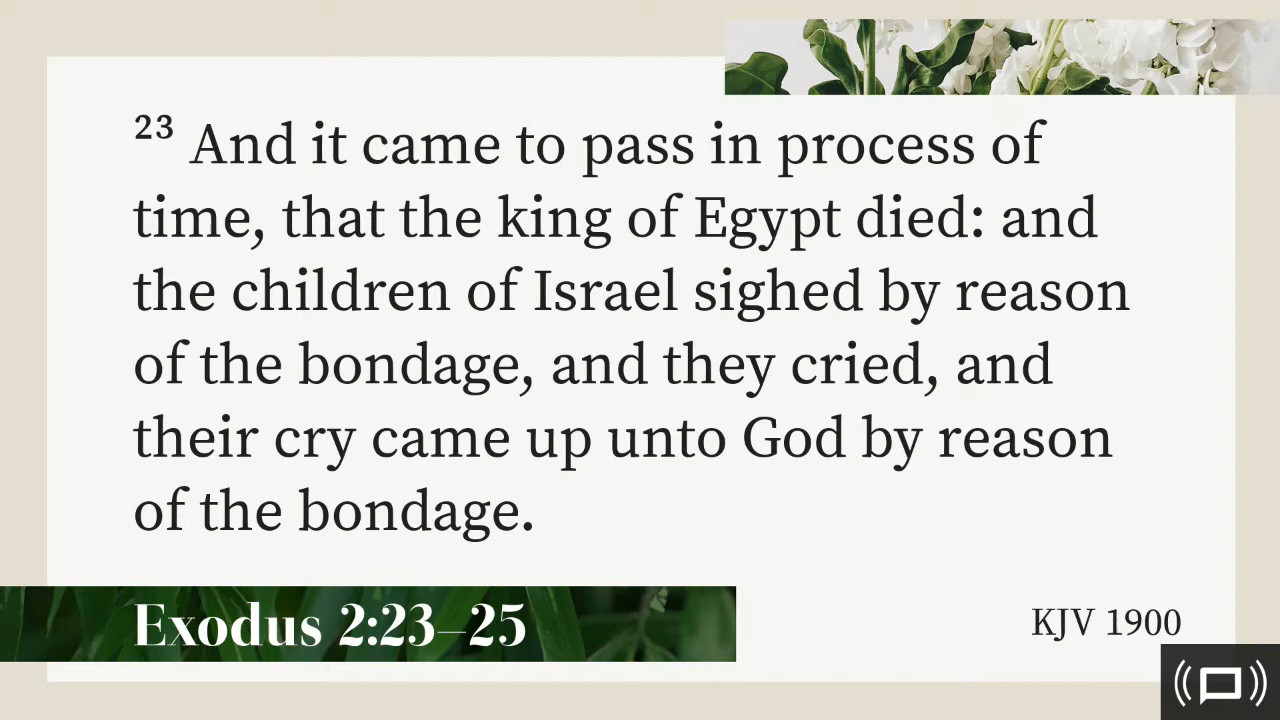 23 And it came to pass in process of
time, that the king of Egypt died: and
the children of Israel sighed by reason
of the bondage, and they cried, and
their cry came up unto God by reason
of the bondage.
Exodus 2:23–25
KJV 1900